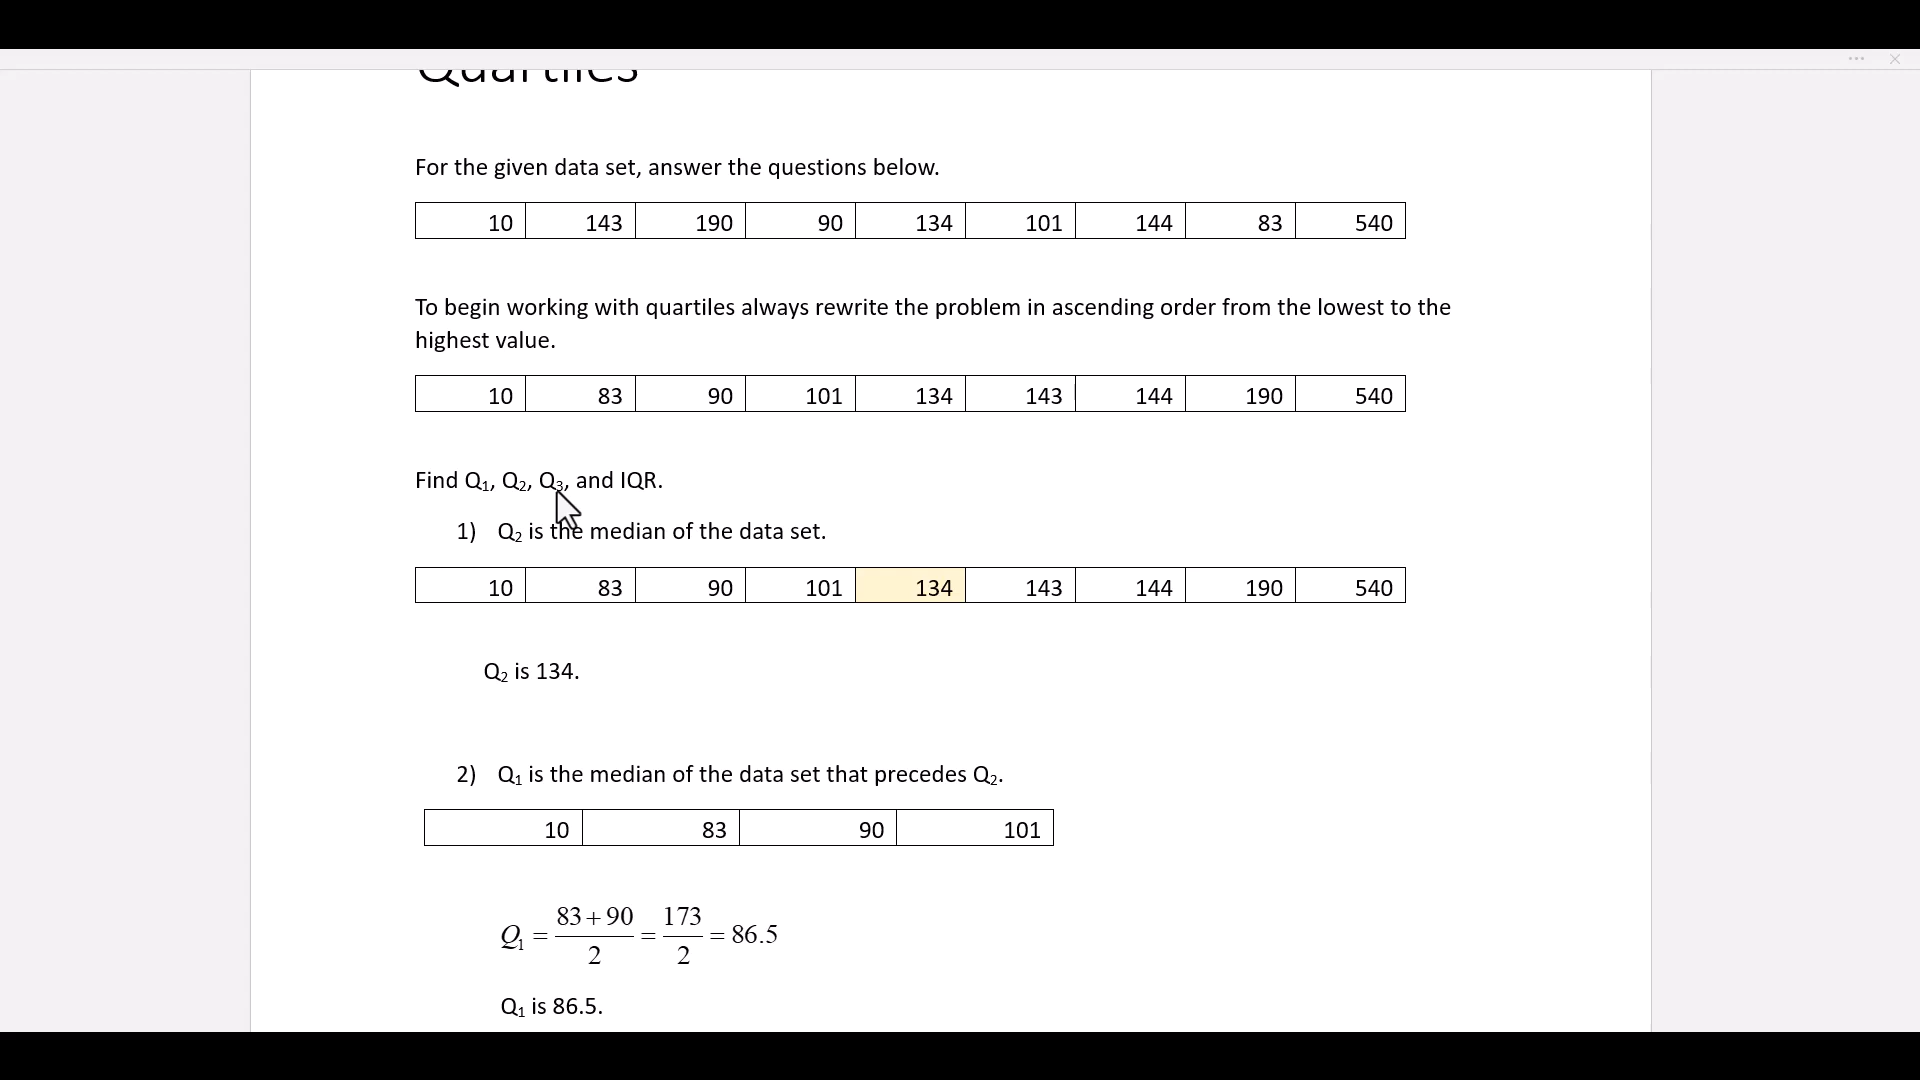 Quartiles
For the given data set, answer the questions below.
10 143 190 90 134 101 144 83 540
To begin working with quartiles always rewrite the problem in ascending order from the lowest to the
highest value.
10 83 90 101 134 143 144 190 540
Find Q₁, Q₂, Q₃, and IQR.
1) Q₂ is the median of the data set.
10 83 90 101 134 143 144 190 540
Q₂ is 134.
2) Q₁ is the median of the data set that precedes Q₂.
10 83 90 101
Q₁ = (83+90)/2 = 173/2 = 86.5
Q₁ is 86.5.